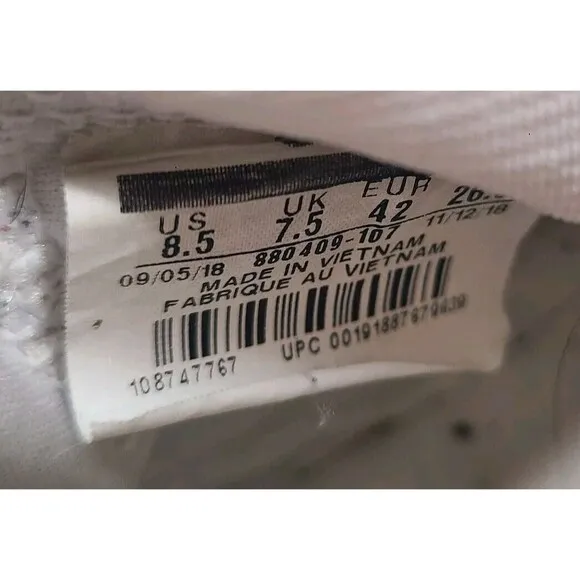 US UK EUR
8.5 7.5 42 26.
09/05/18 880409-107 11/12/18
MADE IN VIETNAM
FABRIQUE AU VIETNAM
108747767 UPC